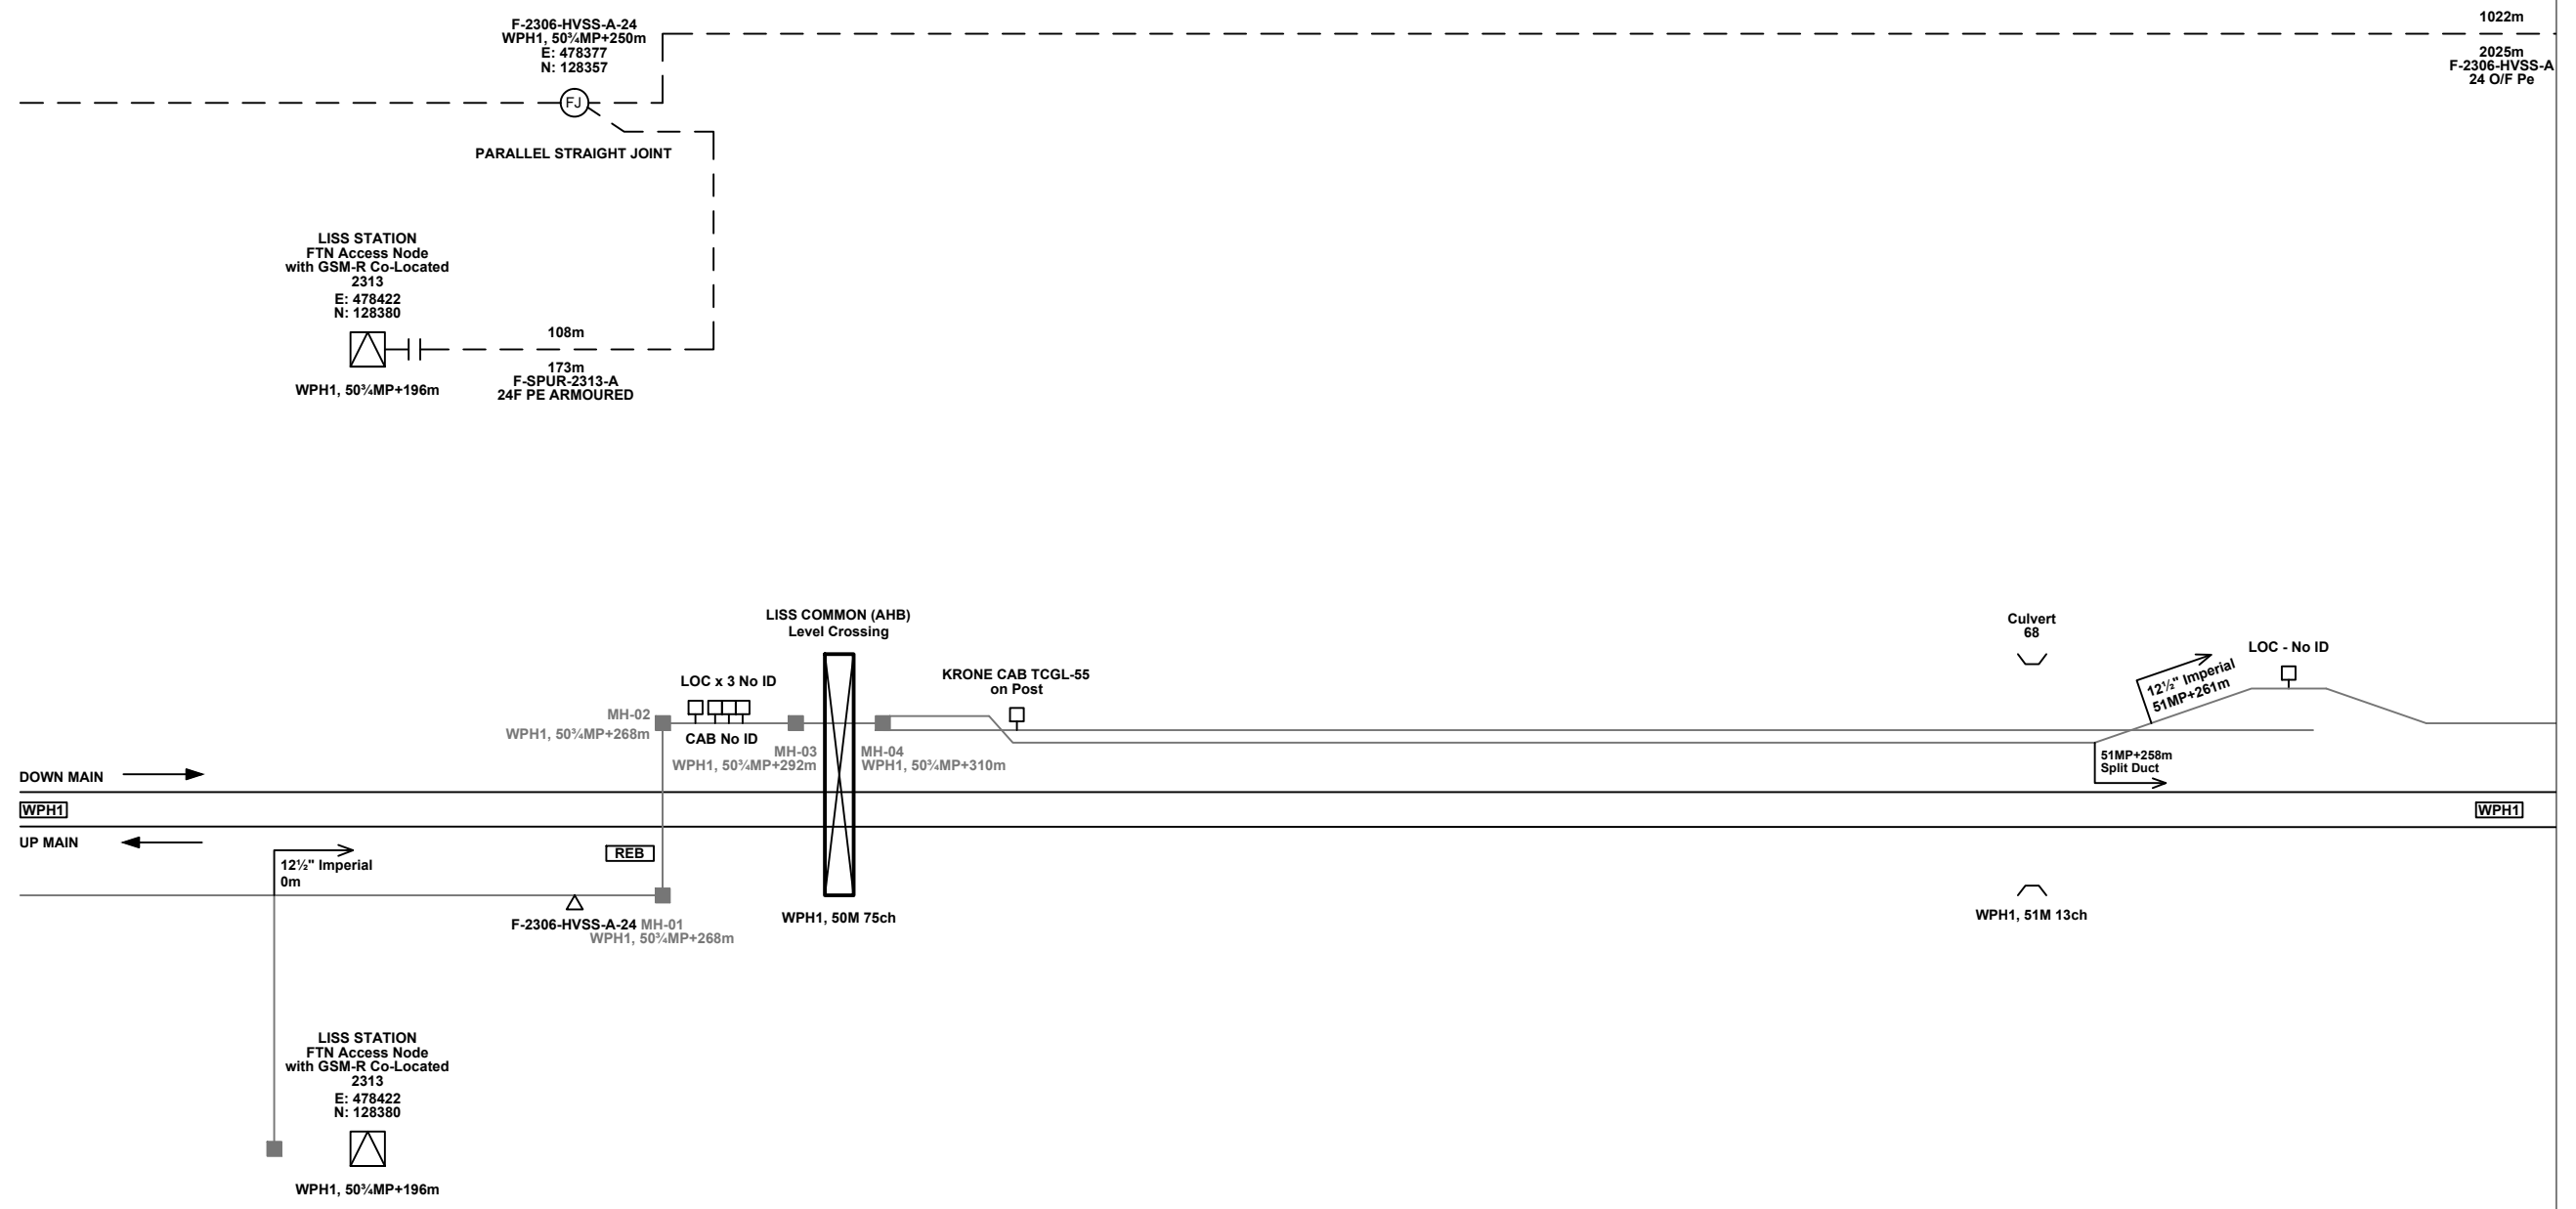 F-2306-HVSS-A-24
WPH1, 50¾MP+250m
E: 478377
N: 128357
FJ
PARALLEL STRAIGHT JOINT
1022m
2025m
F-2306-HVSS-A
24 O/F Pe
LISS STATION
FTN Access Node
with GSM-R Co-Located
2313
E: 478422
N: 128380
WPH1, 50¾MP+196m
108m
173m
F-SPUR-2313-A
24F PE ARMOURED
LISS COMMON (AHB)
Level Crossing
LOC x 3 No ID
CAB No ID
MH-02
WPH1, 50¾MP+268m
MH-03
WPH1, 50¾MP+292m
MH-04
WPH1, 50¾MP+310m
KRONE CAB TCGL-55
on Post
Culvert
68
12½" Imperial
51MP+261m
LOC - No ID
51MP+258m
Split Duct
DOWN MAIN
WPH1
WPH1
UP MAIN
12½" Imperial
0m
REB
F-2306-HVSS-A-24 MH-01
WPH1, 50¾MP+268m
WPH1, 50M 75ch
WPH1, 51M 13ch
LISS STATION
FTN Access Node
with GSM-R Co-Located
2313
E: 478422
N: 128380
WPH1, 50¾MP+196m